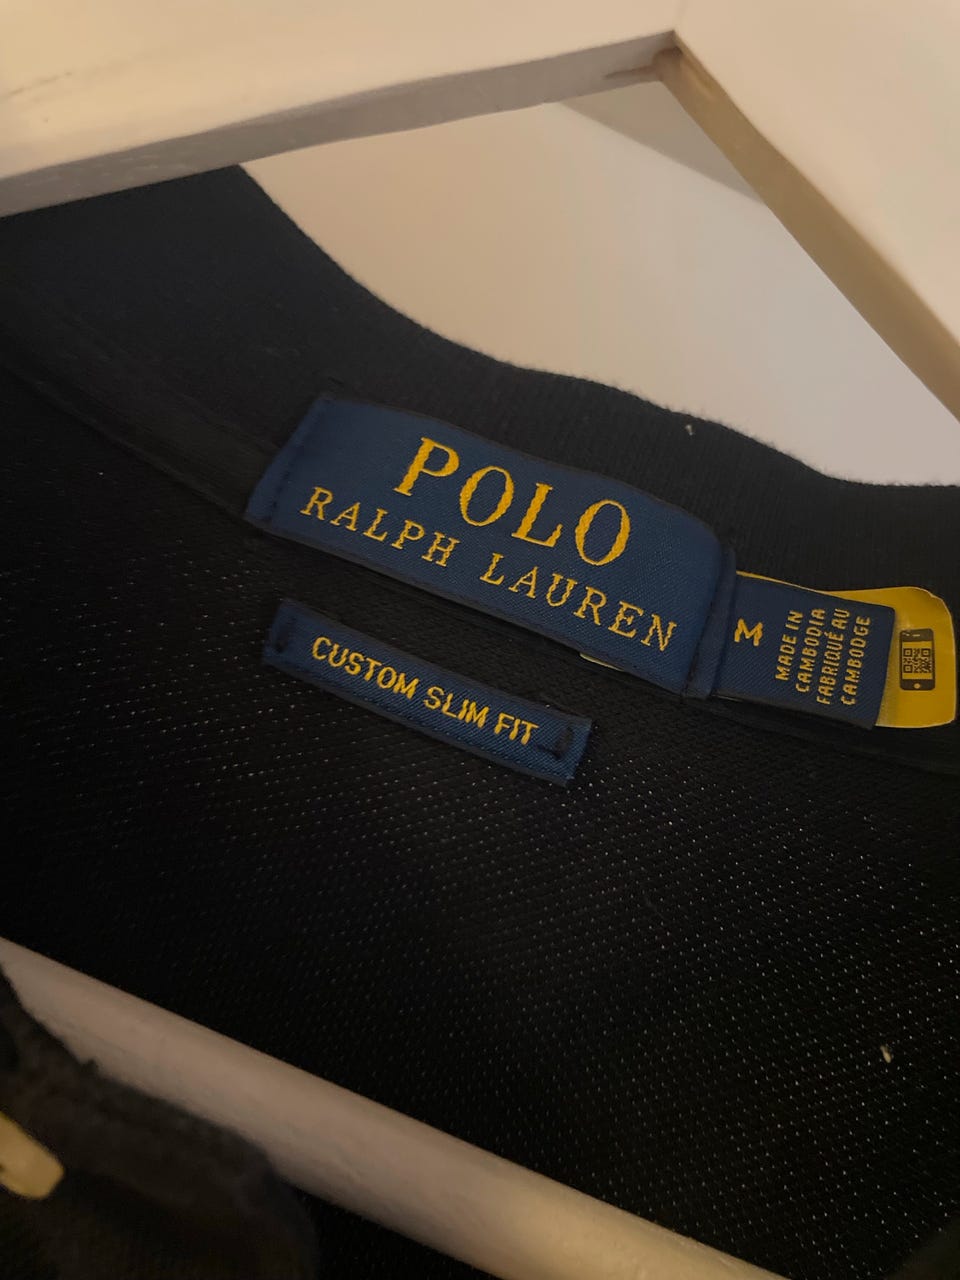 POLO
RALPH LAUREN
CUSTOM SLIM FIT
M
MADE IN
CAMBODIA
FABRIQUÉ AU
CAMBODGE